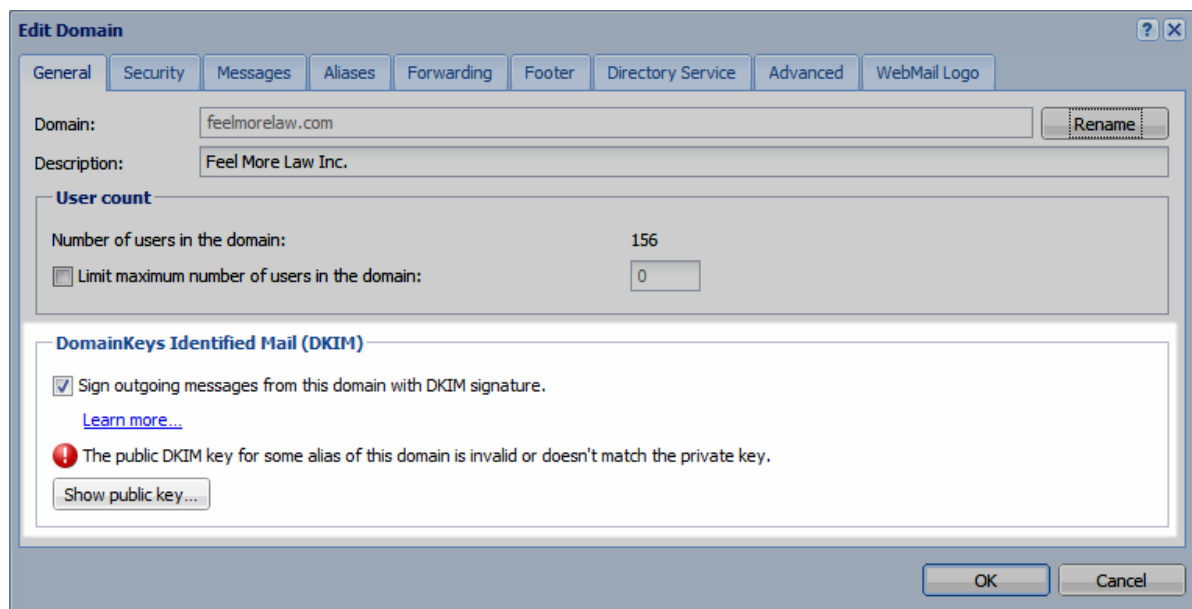 Edit Domain
General Security Messages Aliases Forwarding Footer Directory Service Advanced WebMail Logo
Domain: feelmorelaw.com Rename
Description: Feel More Law Inc.
User count
Number of users in the domain: 156
Limit maximum number of users in the domain: 0
DomainKeys Identified Mail (DKIM)
Sign outgoing messages from this domain with DKIM signature.
Learn more...
The public DKIM key for some alias of this domain is invalid or doesn't match the private key.
Show public key...
OK Cancel